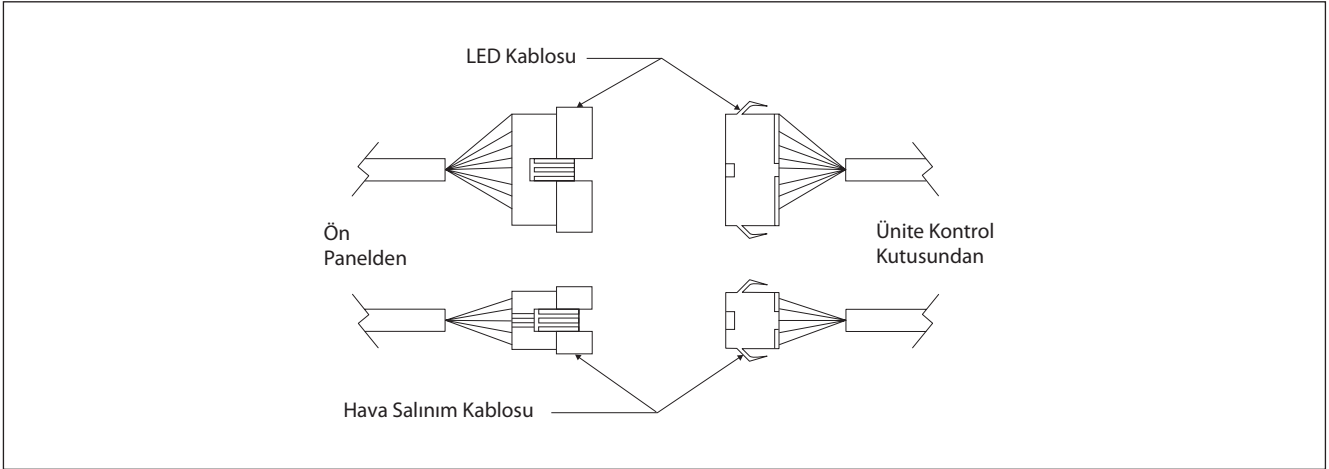 LED Kablosu
Ön
Panelden
Ünite Kontrol
Kutusundan
Hava Salınım Kablosu